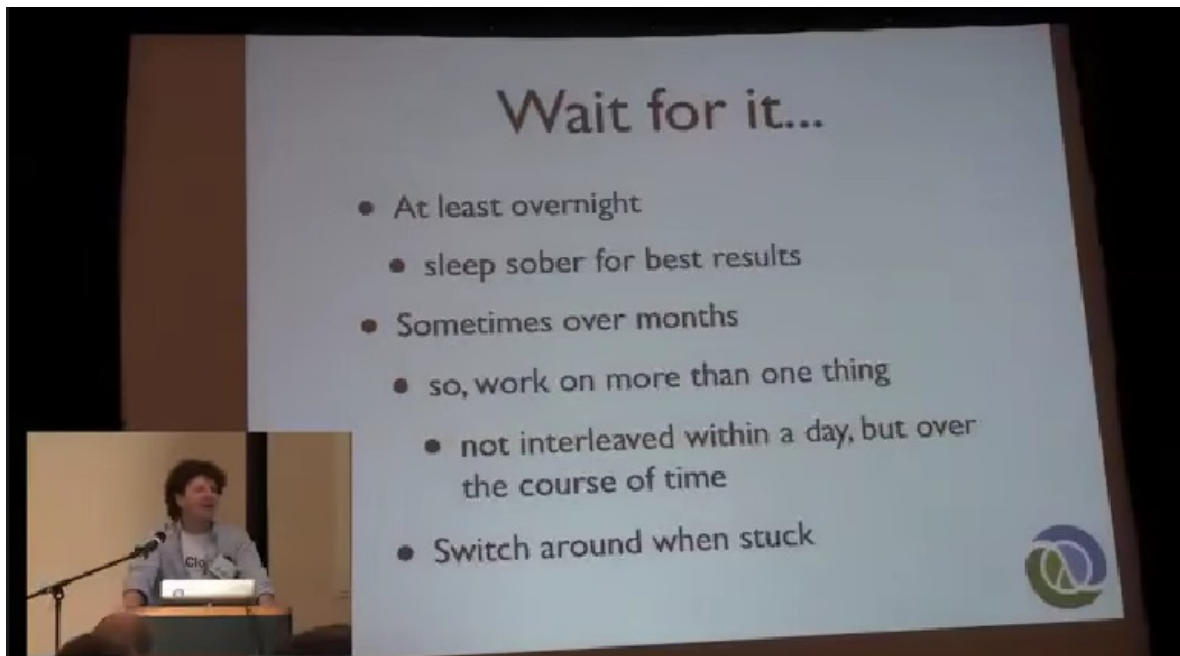 Wait for it...
• At least overnight
• sleep sober for best results
• Sometimes over months
• so, work on more than one thing
• not interleaved within a day, but over
the course of time
• Switch around when stuck
Clo